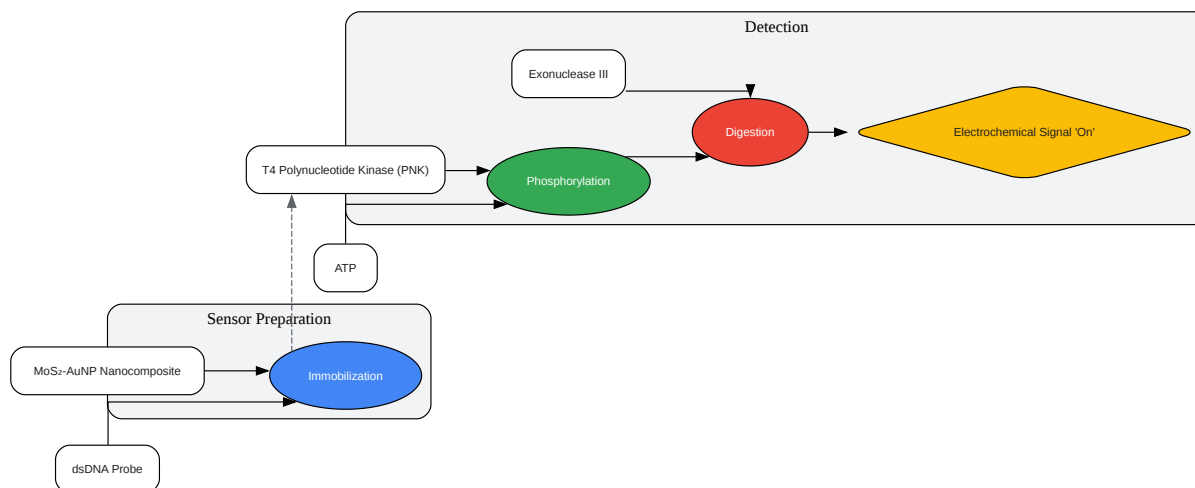 Detection
Exonuclease III
Digestion
Electrochemical Signal 'On'
T4 Polynucleotide Kinase (PNK)
Phosphorylation
ATP
Sensor Preparation
MoS₂-AuNP Nanocomposite
Immobilization
dsDNA Probe